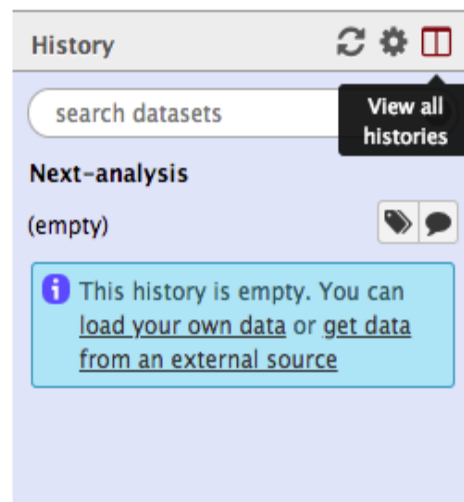 History
View all
histories
search datasets
Next-analysis
(empty)
This history is empty. You can
load your own data or get data
from an external source